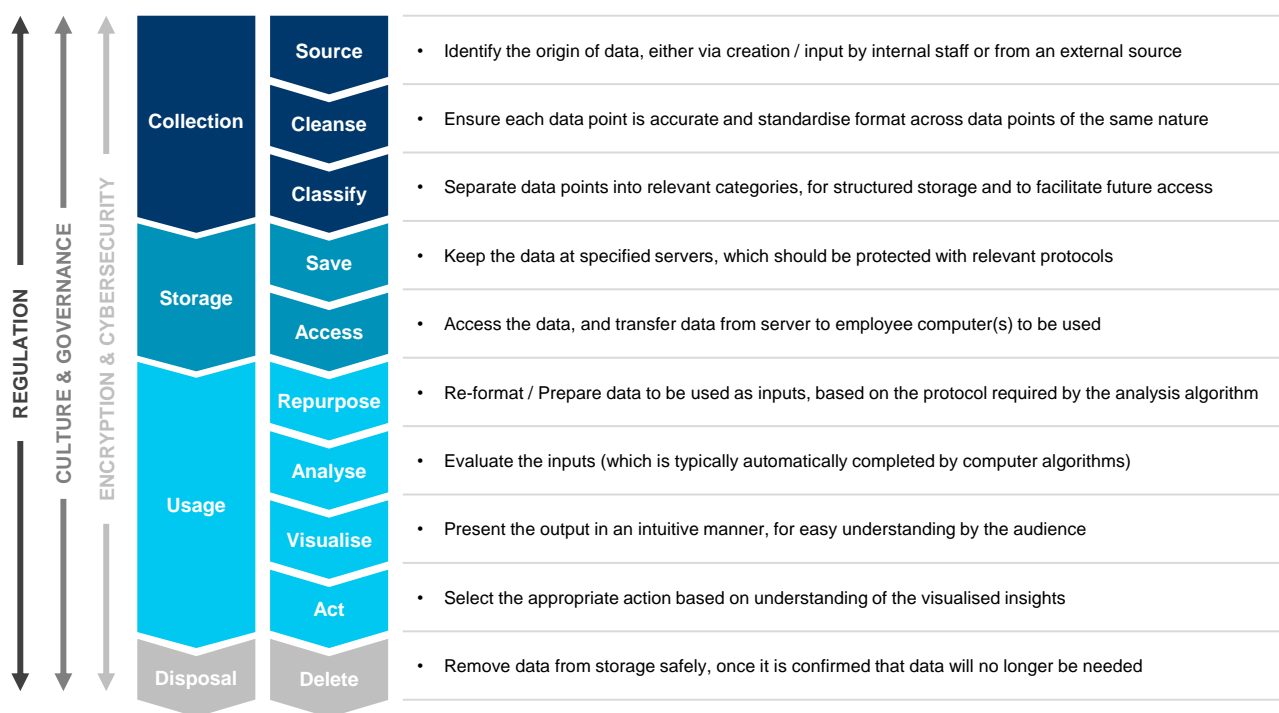 REGULATION
CULTURE & GOVERNANCE
ENCRYPTION & CYBERSECURITY
Collection
Source
• Identify the origin of data, either via creation / input by internal staff or from an external source
Cleanse
• Ensure each data point is accurate and standardise format across data points of the same nature
Classify
• Separate data points into relevant categories, for structured storage and to facilitate future access
Storage
Save
• Keep the data at specified servers, which should be protected with relevant protocols
Access
• Access the data, and transfer data from server to employee computer(s) to be used
Usage
Repurpose
• Re-format / Prepare data to be used as inputs, based on the protocol required by the analysis algorithm
Analyse
• Evaluate the inputs (which is typically automatically completed by computer algorithms)
Visualise
• Present the output in an intuitive manner, for easy understanding by the audience
Act
• Select the appropriate action based on understanding of the visualised insights
Disposal
Delete
• Remove data from storage safely, once it is confirmed that data will no longer be needed